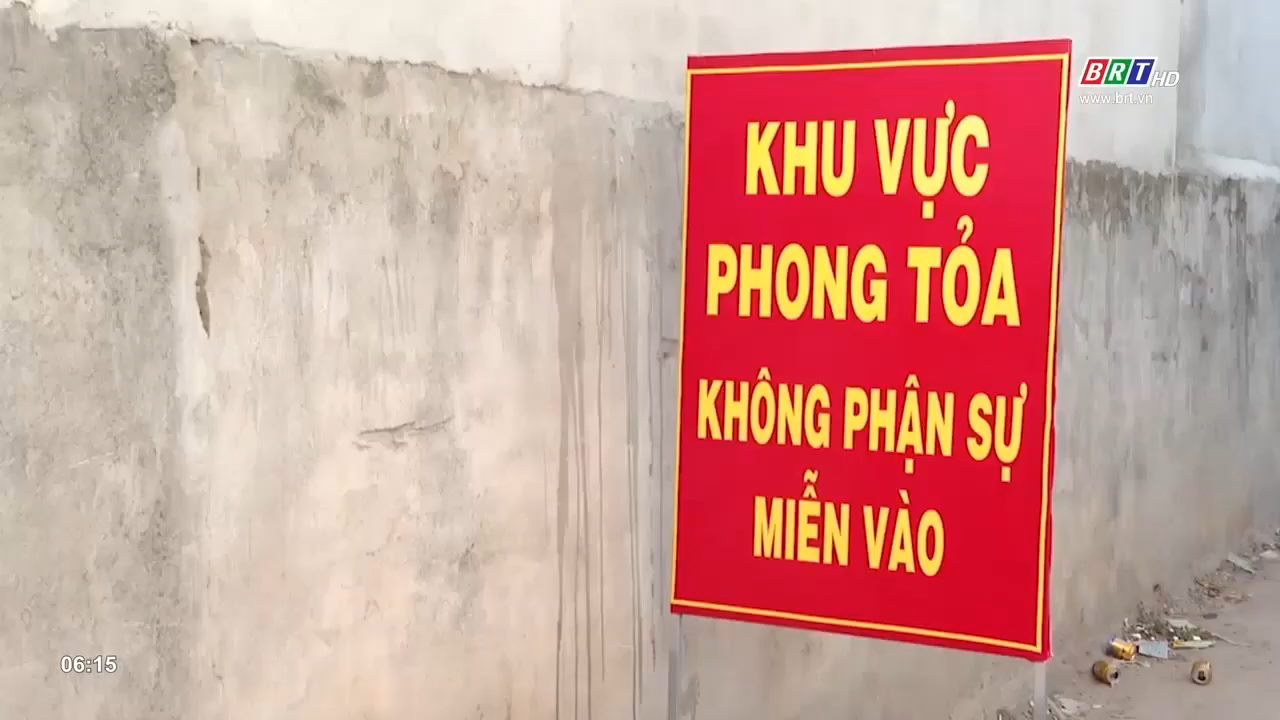 BRT HD
www.brt.vn
KHU VỰC
PHONG TỎA
KHÔNG PHẬN SỰ
MIỄN VÀO
06:15